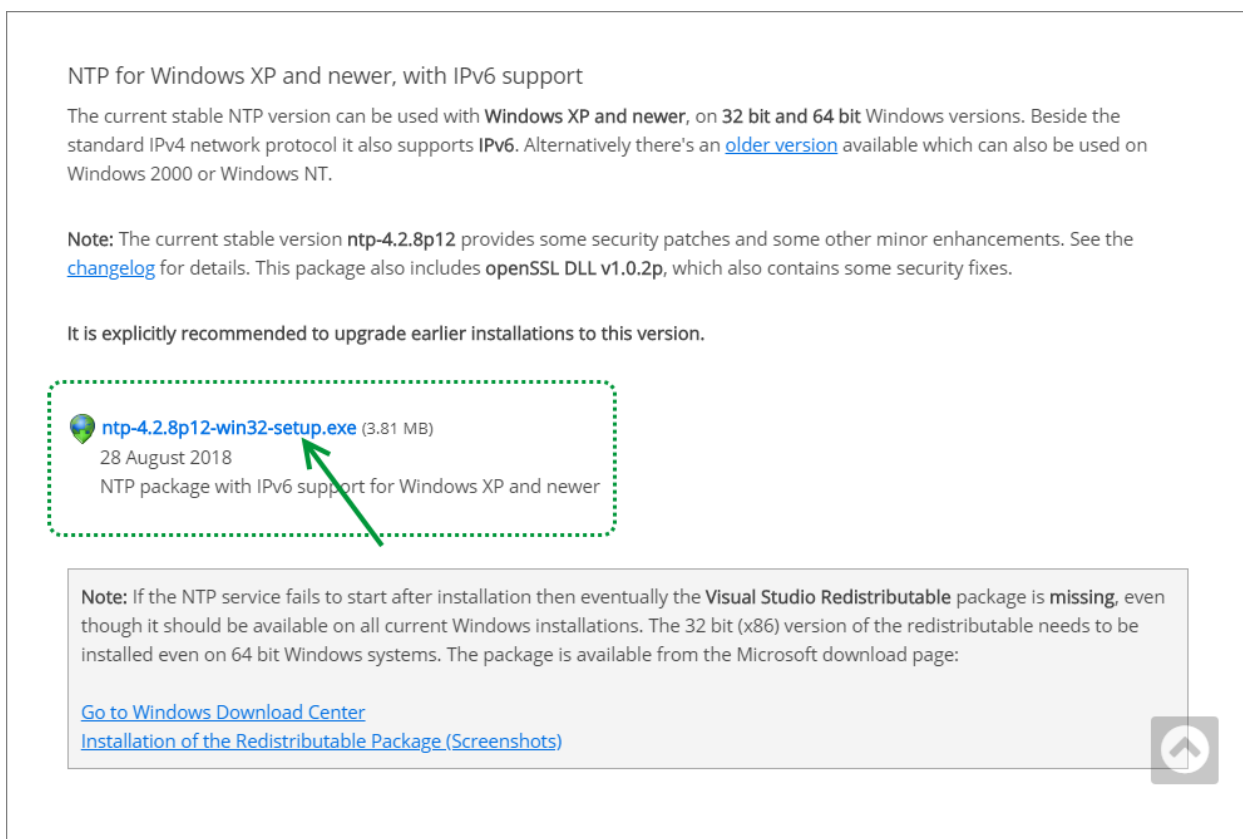 NTP for Windows XP and newer, with IPv6 support
The current stable NTP version can be used with Windows XP and newer, on 32 bit and 64 bit Windows versions. Beside the
standard IPv4 network protocol it also supports IPv6. Alternatively there's an older version available which can also be used on
Windows 2000 or Windows NT.
Note: The current stable version ntp-4.2.8p12 provides some security patches and some other minor enhancements. See the
changelog for details. This package also includes openSSL DLL v1.0.2p, which also contains some security fixes.
It is explicitly recommended to upgrade earlier installations to this version.
ntp-4.2.8p12-win32-setup.exe (3.81 MB)
28 August 2018
NTP package with IPv6 support for Windows XP and newer
Note: If the NTP service fails to start after installation then eventually the Visual Studio Redistributable package is missing, even
though it should be available on all current Windows installations. The 32 bit (x86) version of the redistributable needs to be
installed even on 64 bit Windows systems. The package is available from the Microsoft download page:
Go to Windows Download Center
Installation of the Redistributable Package (Screenshots)